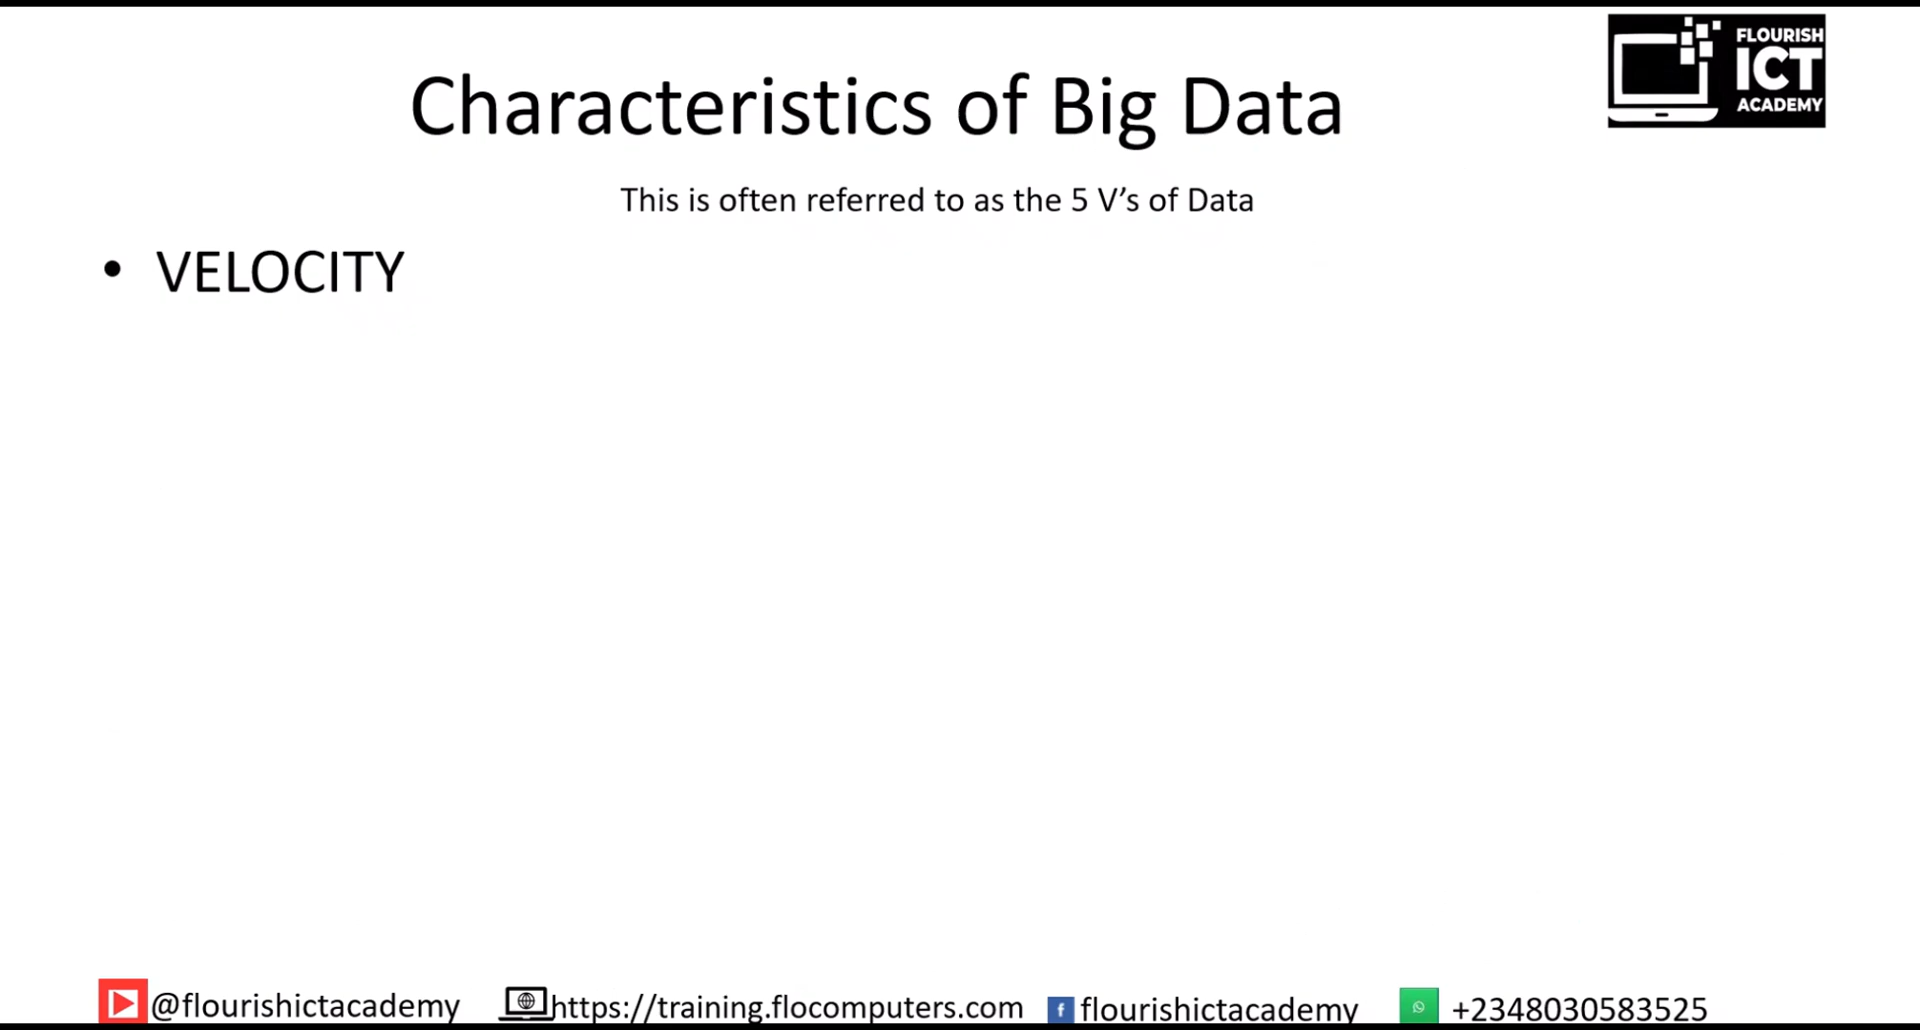 FLOURISH
ICT
ACADEMY
Characteristics of Big Data
This is often referred to as the 5 V’s of Data
• VELOCITY
@flourishictacademy https://training.flocomputers.com flourishictacademy +2348030583525